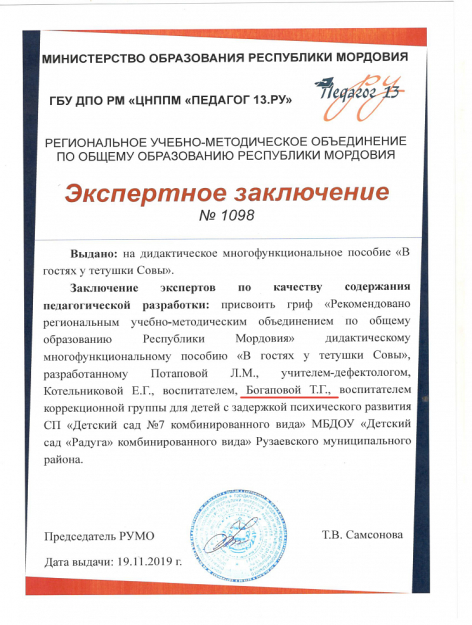 МИНИСТЕРСТВО ОБРАЗОВАНИЯ РЕСПУБЛИКИ МОРДОВИЯ
ГБУ ДПО РМ «ЦНППМ «ПЕДАГОГ 13.РУ»
Педагог 13
ру
РЕГИОНАЛЬНОЕ УЧЕБНО-МЕТОДИЧЕСКОЕ ОБЪЕДИНЕНИЕ
ПО ОБЩЕМУ ОБРАЗОВАНИЮ РЕСПУБЛИКИ МОРДОВИЯ
Экспертное заключение
№ 1098
Выдано: на дидактическое многофункциональное пособие «В
гостях у тетушки Совы».
Заключение экспертов по качеству содержания
педагогической разработки: присвоить гриф «Рекомендовано
региональным учебно-методическим объединением по общему
образованию Республики Мордовия» дидактическому
многофункциональному пособию «В гостях у тетушки Совы»,
разработанному Потаповой Л.М., учителем-дефектологом,
Котельниковой Е.Г., воспитателем, Богаповой Т.Г., воспитателем
коррекционной группы для детей с задержкой психического развития
СП «Детский сад №7 комбинированного вида» МБДОУ «Детский
сад «Радуга» комбинированного вида» Рузаевского муниципального
района.
Председатель РУМО
Т.В. Самсонова
Дата выдачи: 19.11.2019 г.